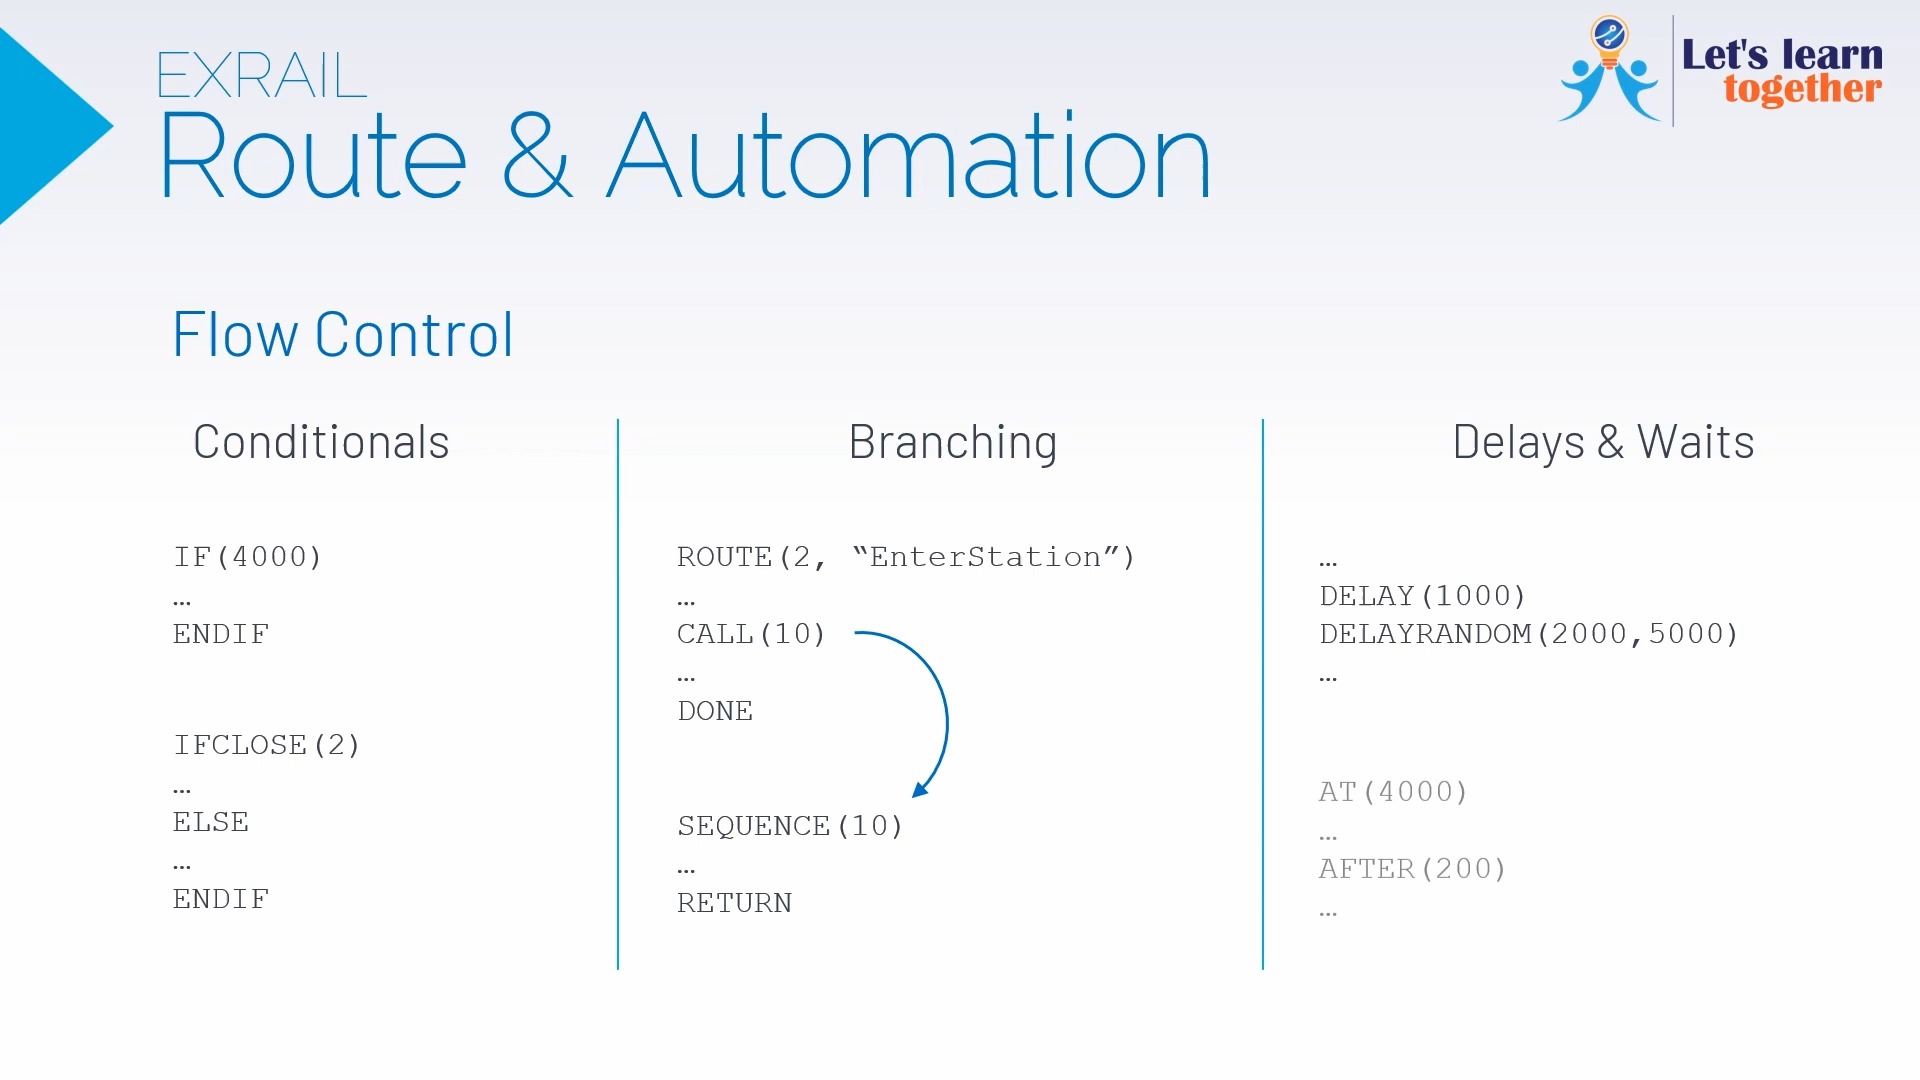 EXRAIL
Route & Automation
Let's learn
together
Flow Control
Conditionals
IF(4000)
…
ENDIF
IFCLOSE(2)
…
ELSE
…
ENDIF
Branching
ROUTE(2, “EnterStation”)
…
CALL(10)
…
DONE
SEQUENCE(10)
…
RETURN
Delays & Waits
…
DELAY(1000)
DELAYRANDOM(2000,5000)
…
AT(4000)
…
AFTER(200)
…